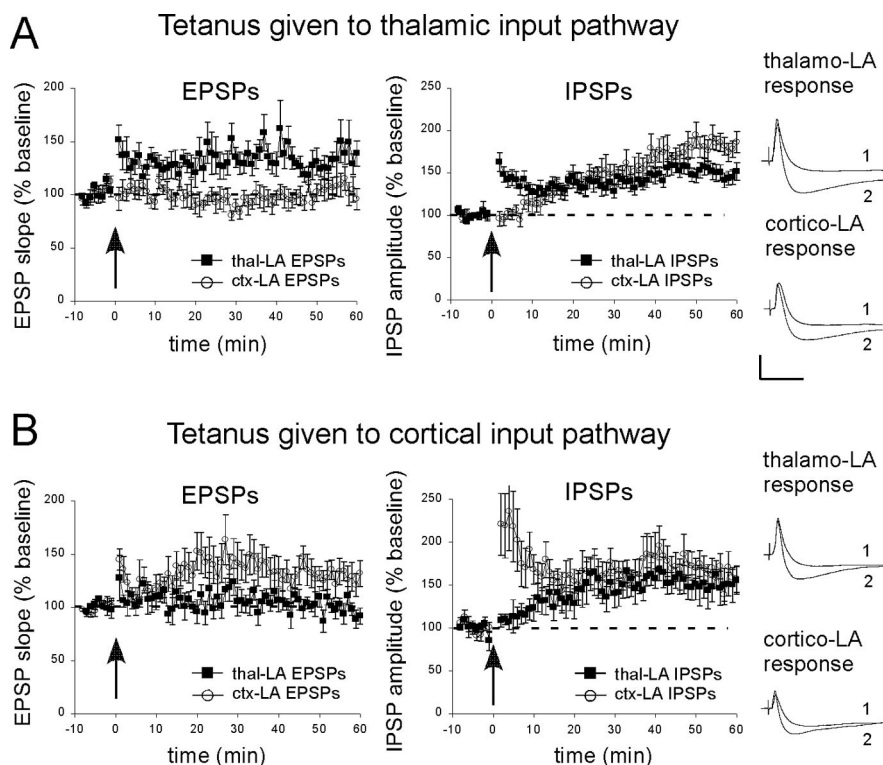 A
Tetanus given to thalamic input pathway
EPSPs
EPSP slope (% baseline)
200
150
100
50
0
thal-LA EPSPs
ctx-LA EPSPs
-10 0 10 20 30 40 50 60
time (min)
IPSPs
IPSP amplitude (% baseline)
250
200
150
100
50
0
thal-LA IPSPs
ctx-LA IPSPs
-10 0 10 20 30 40 50 60
time (min)
thalamo-LA
response
1
2
cortico-LA
response
1
2
B
Tetanus given to cortical input pathway
EPSPs
EPSP slope (% baseline)
200
150
100
50
0
thal-LA EPSPs
ctx-LA EPSPs
-10 0 10 20 30 40 50 60
time (min)
IPSPs
IPSP amplitude (% baseline)
250
200
150
100
50
0
thal-LA IPSPs
ctx-LA IPSPs
-10 0 10 20 30 40 50 60
time (min)
thalamo-LA
response
1
2
cortico-LA
response
1
2